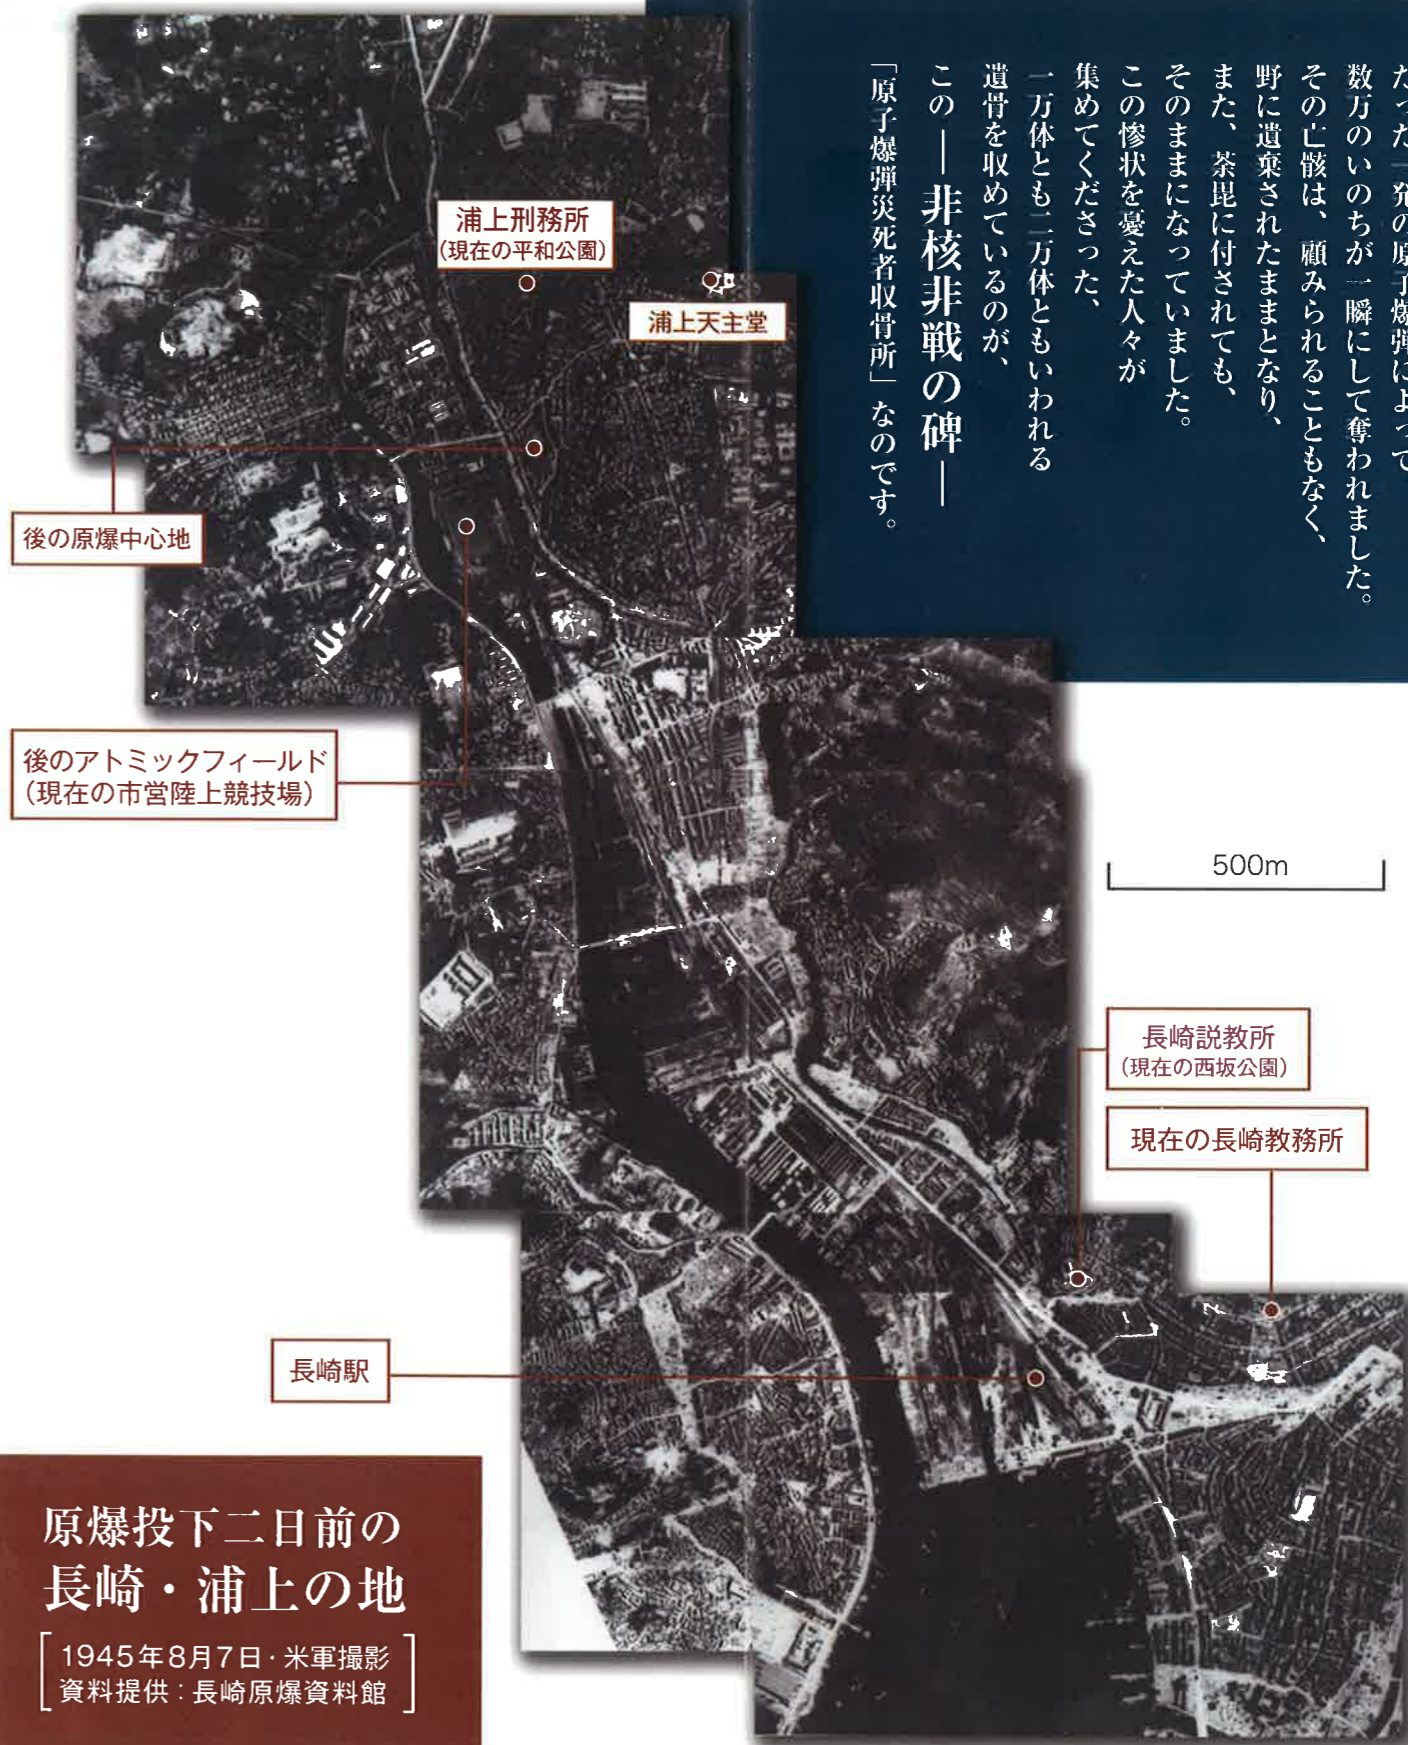 たった一発の原子爆弾によって
数万のいのちが一瞬にして奪われました。
その亡骸は、顧みられることもなく、
野に遺棄されたままとなり、
また、荼毘に付されても、
そのままになっていました。
この惨状を憂えた人々が
集めてくださった、
一万体とも二万体ともいわれる
遺骨を収めているのが、
この ― 非核非戦の碑 ―
「原子爆弾災死者収骨所」なのです。
浦上刑務所
(現在の平和公園)
浦上天主堂
後の原爆中心地
後のアトミックフィールド
(現在の市営陸上競技場)
500m
長崎説教所
(現在の西坂公園)
現在の長崎教務所
長崎駅
原爆投下二日前の
長崎・浦上の地
1945年8月7日・米軍撮影
資料提供:長崎原爆資料館